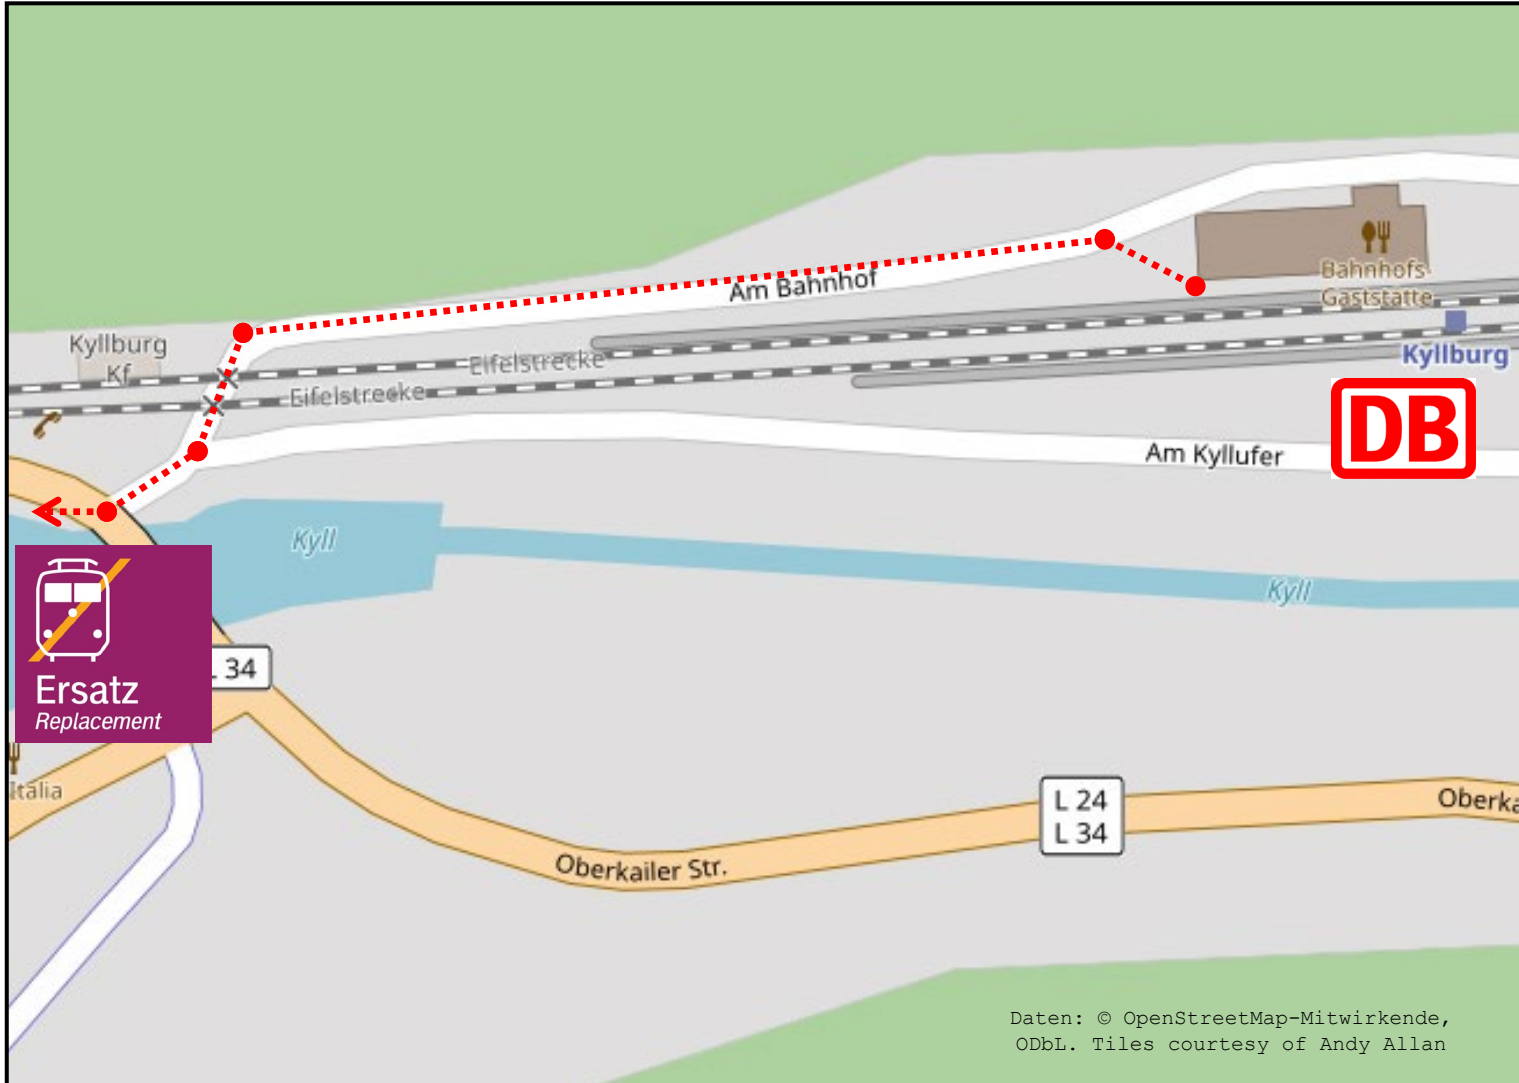 Am Bahnhof
Bahnhofs-
Gaststätte
Kyllburg
Kf
Eifelstrecke
Eifelstrecke
Kyllburg
DB
Am Kyllufer
Kyll
Kyll
L 34
Ersatz
Replacement
Italia
L 24
L 34
Oberka
Oberkailer Str.
Daten: © OpenStreetMap-Mitwirkende,
ODbL. Tiles courtesy of Andy Allan